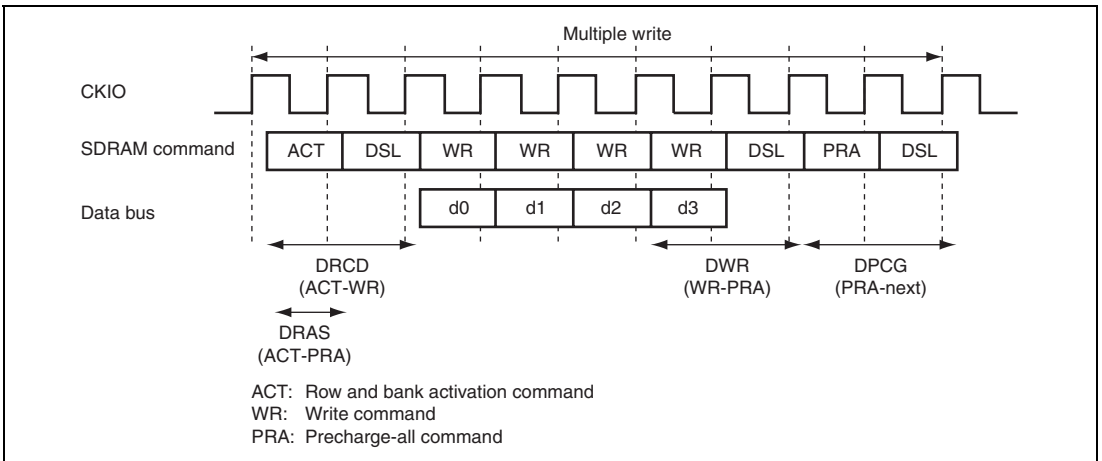 Multiple write
CKIO
SDRAM command
ACT DSL WR WR WR WR DSL PRA DSL
Data bus
d0 d1 d2 d3
DRCD
(ACT-WR)
DWR
(WR-PRA)
DPCG
(PRA-next)
DRAS
(ACT-PRA)
ACT: Row and bank activation command
WR: Write command
PRA: Precharge-all command